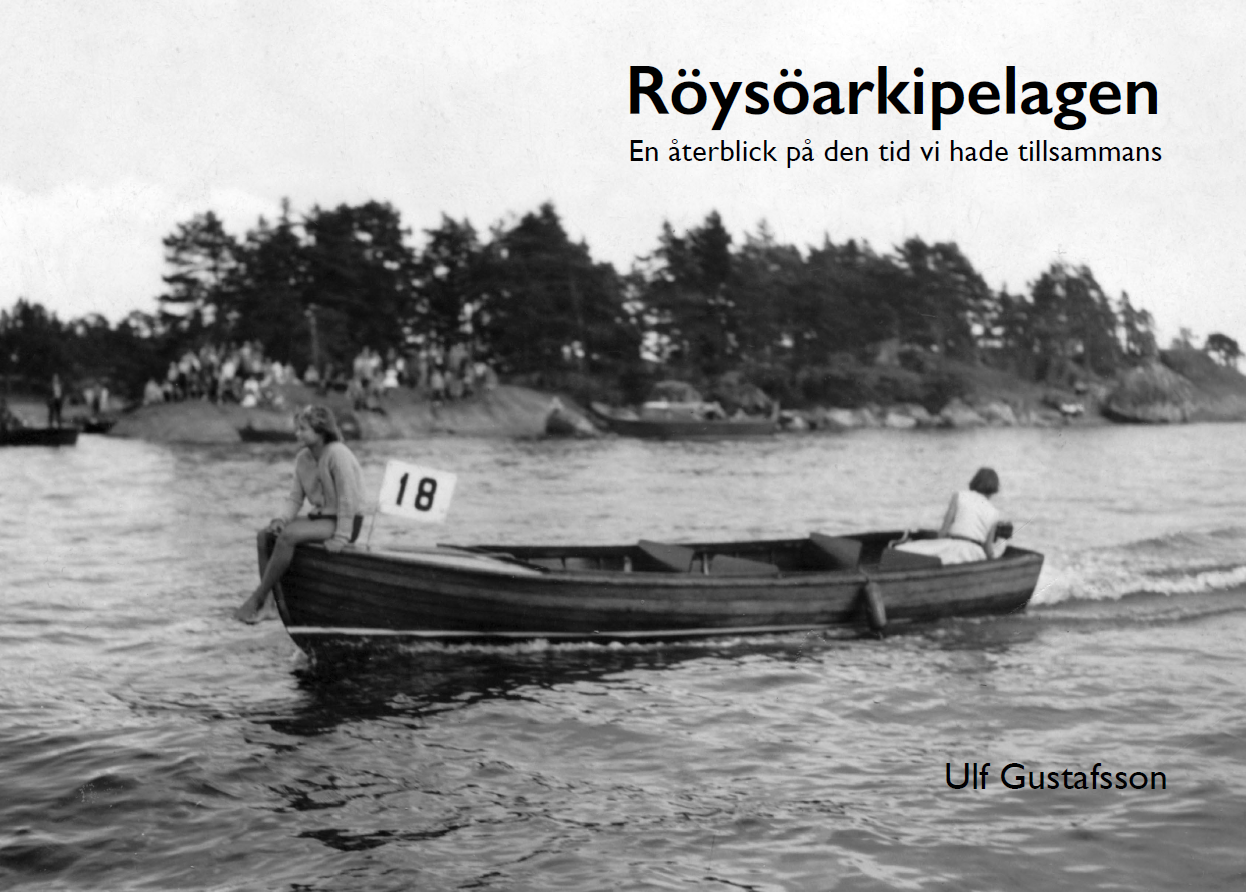 Röysöarkipelagen
En återblick på den tid vi hade tillsammans
18
Ulf Gustafsson